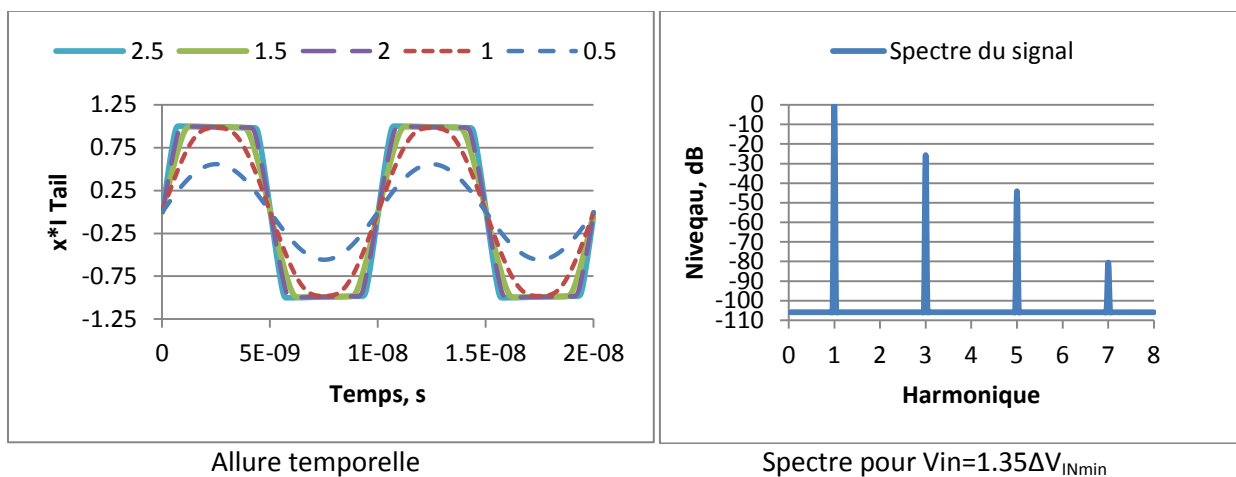 2.5 1.5 2 1 0.5
1.25
0.75
0.25
-0.25
-0.75
-1.25
x*I Tail
0 5E-09 1E-08 1.5E-08 2E-08
Temps, s
Spectre du signal
0
-10
-20
-30
-40
-50
-60
-70
-80
-90
-100
-110
Niveqau, dB
0 1 2 3 4 5 6 7 8
Harmonique
Allure temporelle
Spectre pour Vin=1.35ΔVINmin